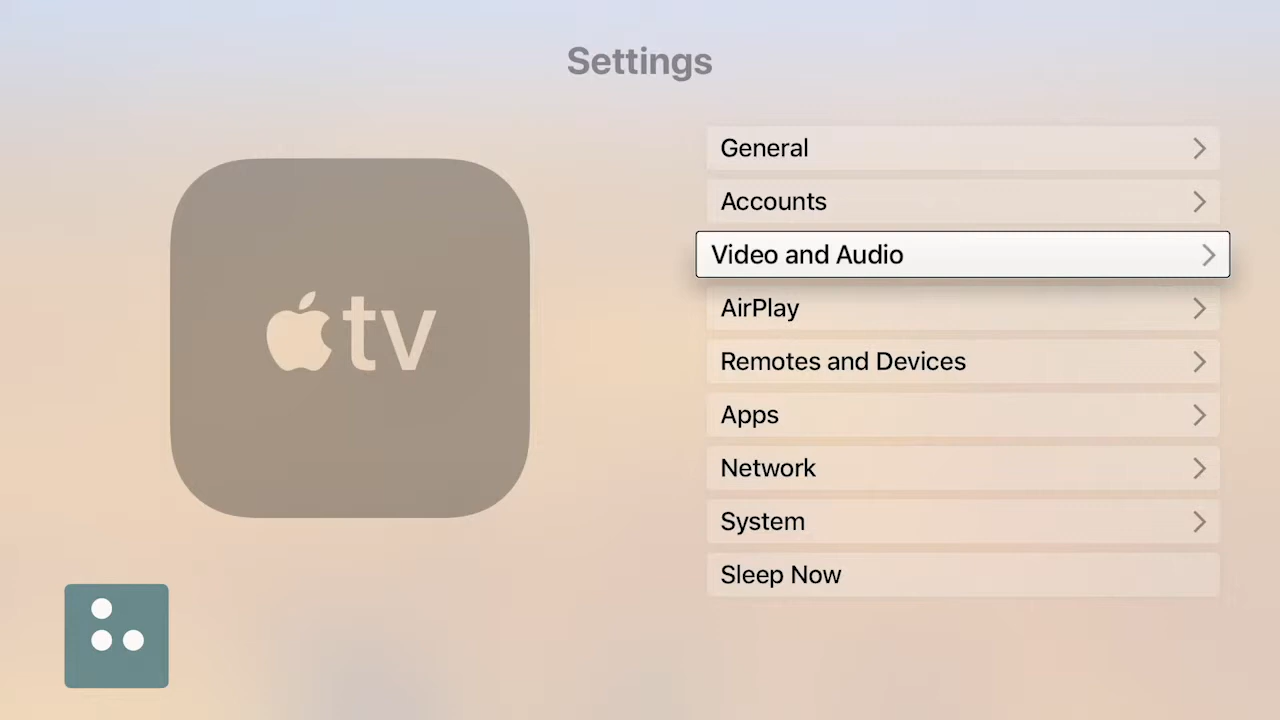 Settings
tv
General
Accounts
Video and Audio
AirPlay
Remotes and Devices
Apps
Network
System
Sleep Now